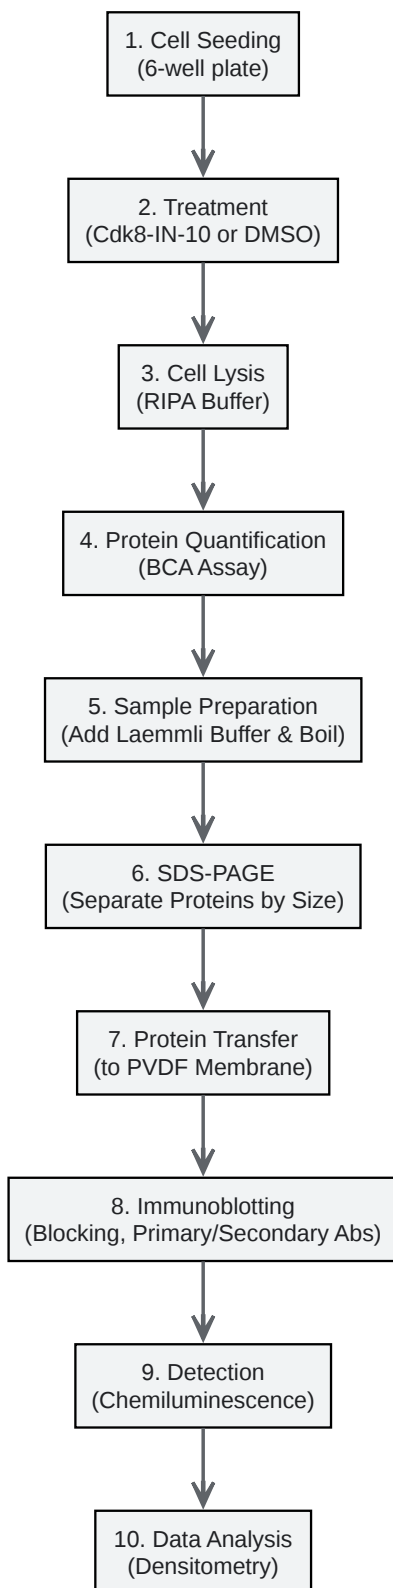 1. Cell Seeding
(6-well plate)
2. Treatment
(Cdk8-IN-10 or DMSO)
3. Cell Lysis
(RIPA Buffer)
4. Protein Quantification
(BCA Assay)
5. Sample Preparation
(Add Laemmli Buffer & Boil)
6. SDS-PAGE
(Separate Proteins by Size)
7. Protein Transfer
(to PVDF Membrane)
8. Immunoblotting
(Blocking, Primary/Secondary Abs)
9. Detection
(Chemiluminescence)
10. Data Analysis
(Densitometry)